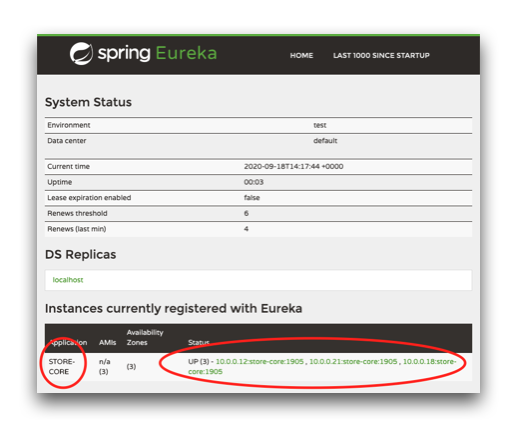 spring Eureka
HOME LAST 1000 SINCE STARTUP
System Status
Environment test
Data center default
Current time 2020-09-18T14:17:44 +0000
Uptime 00:03
Lease expiration enabled false
Renews threshold 6
Renews (last min) 4
DS Replicas
localhost
Instances currently registered with Eureka
Application AMIs Availability Zones Status
STORE-CORE n/a (3) (3) UP (3) - 10.0.0.12:store-core:1905 , 10.0.0.21:store-core:1905 , 10.0.0.18:store-
core:1905